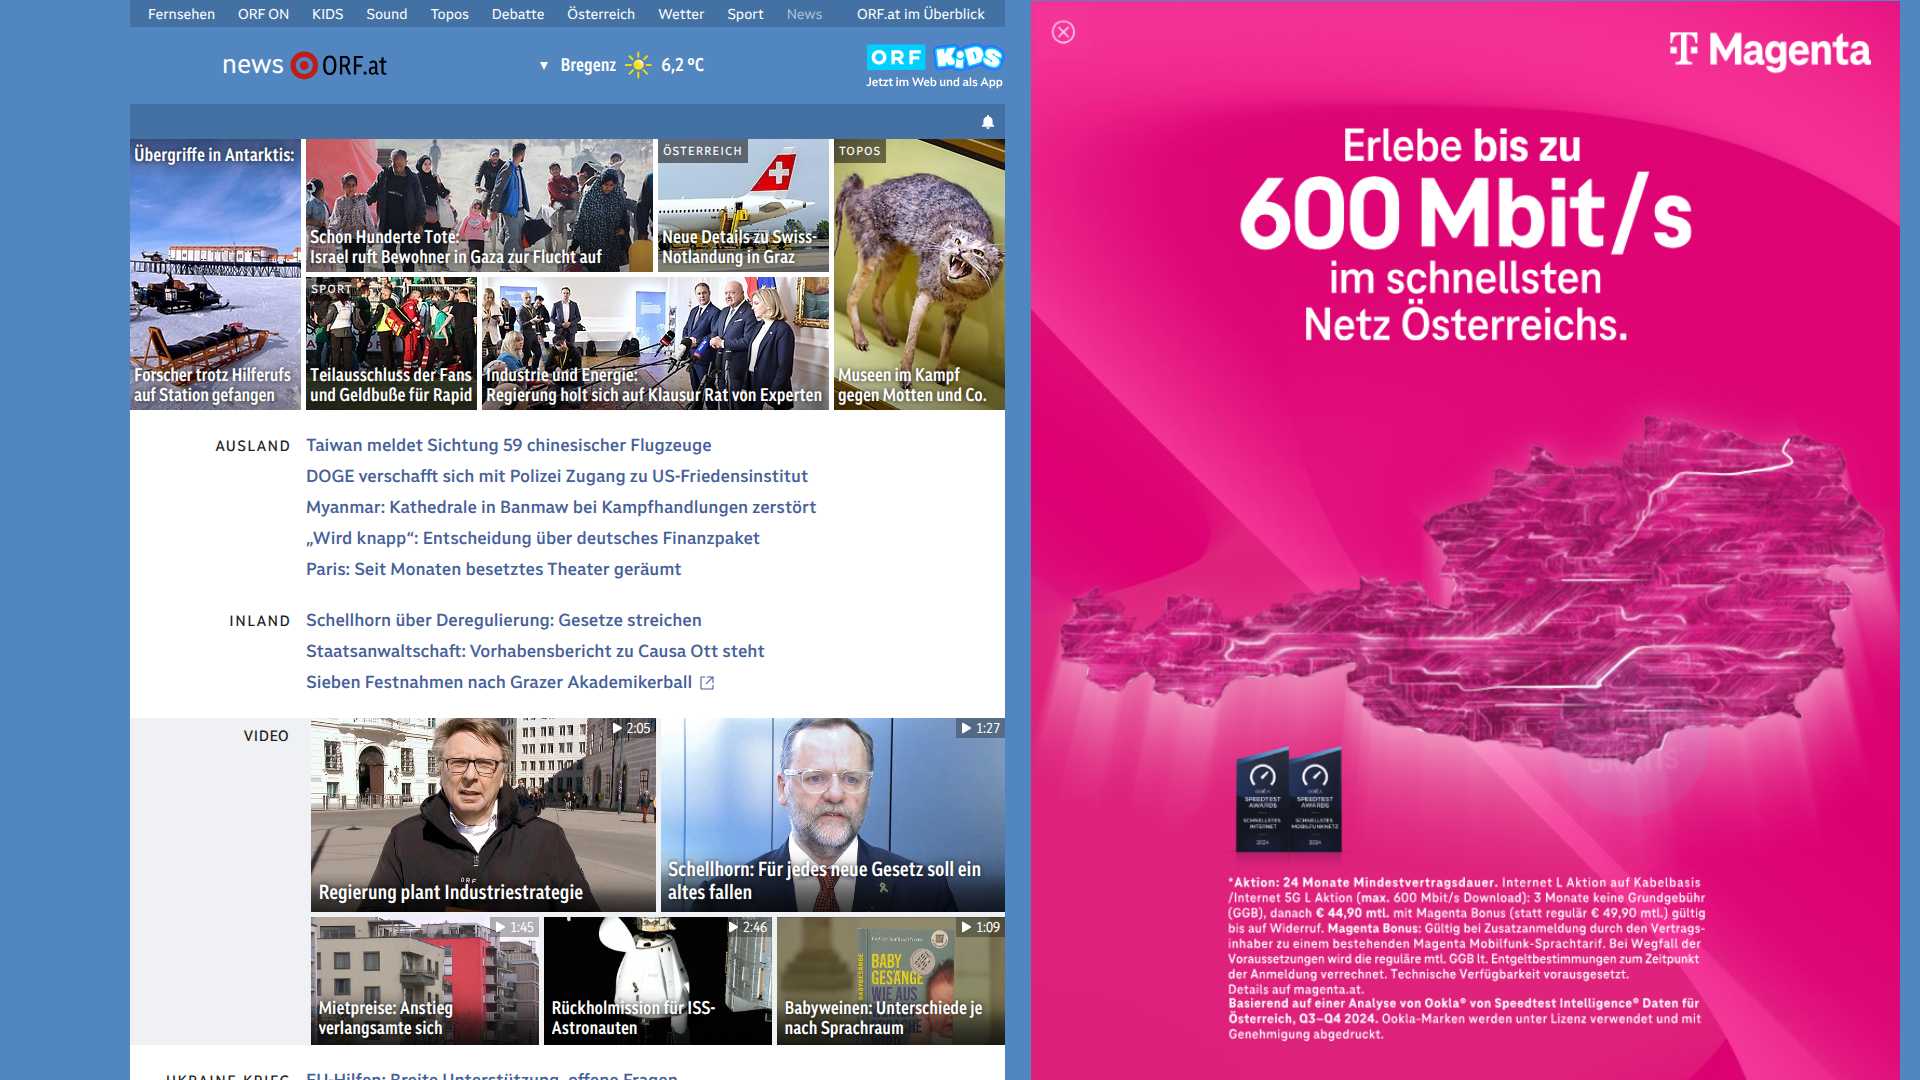 Fernsehen ORF ON KIDS Sound Topos Debatte Österreich Wetter Sport News ORF.at im Überblick
news ORF.at
▼ Bregenz 6,2 °C
ORF KiDS
Jetzt im Web und als App
Übergriffe in Antarktis:
Forscher trotz Hilferufs
auf Station gefangen
Schon Hunderte Tote:
Israel ruft Bewohner in Gaza zur Flucht auf
ÖSTERREICH
Neue Details zu Swiss-
Notlandung in Graz
TOPOS
Museen im Kampf
gegen Motten und Co.
SPORT
Teilausschluss der Fans
und Geldbuße für Rapid
Industrie und Energie:
Regierung holt sich auf Klausur Rat von Experten
AUSLAND
Taiwan meldet Sichtung 59 chinesischer Flugzeuge
DOGE verschafft sich mit Polizei Zugang zu US-Friedensinstitut
Myanmar: Kathedrale in Banmaw bei Kampfhandlungen zerstört
„Wird knapp“: Entscheidung über deutsches Finanzpaket
Paris: Seit Monaten besetztes Theater geräumt
INLAND
Schellhorn über Deregulierung: Gesetze streichen
Staatsanwaltschaft: Vorhabensbericht zu Causa Ott steht
Sieben Festnahmen nach Grazer Akademikerball
VIDEO
2:05
ORF
Regierung plant Industriestrategie
1:27
Schellhorn: Für jedes neue Gesetz soll ein
altes fallen
1:45
Mietpreise: Anstieg
verlangsamte sich
2:46
Rückholmission für ISS-
Astronauten
1:09
BABY
GESÄNGE
WIE AUS
Babyweinen: Unterschiede je
nach Sprachraum
UKRAINE-KRIEG
EU-Hilfen: Breite Unterstützung, offene Fragen
T Magenta
Erlebe bis zu
600 Mbit/s
im schnellsten
Netz Österreichs.
SPEEDTEST
AWARDS
SCHNELLSTES
INTERNET
2024
SPEEDTEST
AWARDS
SCHNELLSTES
MOBILFUNKNETZ
2024
*Aktion: 24 Monate Mindestvertragsdauer. Internet L Aktion auf Kabelbasis
/Internet 5G L Aktion (max. 600 Mbit/s Download): 3 Monate keine Grundgebühr
(GGB), danach € 44,90 mtl. mit Magenta Bonus (statt regulär € 49,90 mtl.) gültig
bis auf Widerruf. Magenta Bonus: Gültig bei Zusatzanmeldung durch den Vertrags-
inhaber zu einem bestehenden Magenta Mobilfunk-Sprachtarif. Bei Wegfall der
Voraussetzungen wird die reguläre mtl. GGB lt. Entgeltbestimmungen zum Zeitpunkt
der Anmeldung verrechnet. Technische Verfügbarkeit vorausgesetzt.
Details auf magenta.at.
Basierend auf einer Analyse von Ookla® von Speedtest Intelligence® Daten für
Österreich, Q3–Q4 2024. Ookla-Marken werden unter Lizenz verwendet und mit
Genehmigung abgedruckt.